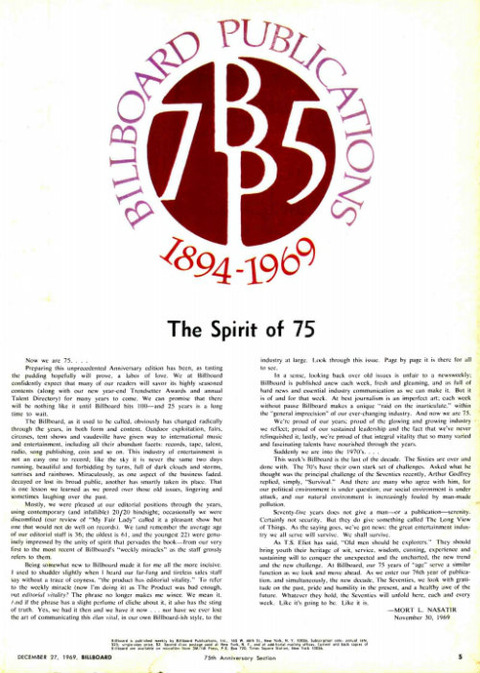 BILLBOARD PUBLICATIONS
7BP5
1894-1969
The Spirit of 75
Now we are 75. . . .
Preparing this unprecedented Anniversary edition has been, as tasting
the pudding hopefully will prove, a labor of love. We at Billboard
confidently expect that many of our readers will savor its highly seasoned
contents (along with our new year-end Trendsetter Awards and annual
Talent Directory) for many years to come. We can promise that there
will be nothing like it until Billboard hits 100—and 25 years is a long
time to wait.
The Billboard, as it used to be called, obviously has changed radically
through the years, in both form and content. Outdoor exploitation, fairs,
circuses, tent shows and vaudeville have given way to international music
and entertainment, including all their abundant facets: records, tape, talent,
radio, song publishing, coin and so on. This industry of entertainment is
not an easy one to record, like the sky it is never the same two days
running, beautiful and forbidding by turns, full of dark clouds and storms,
sunrises and rainbows. Miraculously, as one aspect of the business faded,
decayed or lost its broad public, another has smartly taken its place. That
is one lesson we learned as we pored over those old issues, lingering and
sometimes laughing over the past.
Mostly, we were pleased at our editorial positions through the years,
using contemporary (and infallible) 20/20 hindsight, occasionally we were
discomfited (our review of "My Fair Lady" called it a pleasant show but
one that would not do well on records). We (and remember the average age
of our editorial staff is 36, the oldest is 61, and the youngest 22) were genu-
inely impressed by the unity of spirit that pervades the book—from our very
first to the most recent of Billboard's "weekly miracles" as the staff grossly
refers to them.
Being somewhat new to Billboard made it for me all the more incisive.
I used to shudder slightly when I heard our far-flung and tireless sales staff
say without a trace of coyness, "the product has editorial vitality." To refer
to the weekly miracle (now I'm doing it) as The Product was bad enough,
but editorial vitality? The phrase no longer makes me wince. We mean it.
And if the phrase has a slight perfume of cliche about it, it also has the sting
of truth. Yes, we had it then and we have it now . . . nor have we ever lost
the art of communicating this élan vital, in our own Billboard-ish style, to the
industry at large. Look through this issue. Page by page it is there for all
to see.
In a sense, looking back over old issues is unfair to a newsweekly;
Billboard is published anew each week, fresh and gleaming, and as full of
hard news and essential industry communication as we can make it. But it
is of and for that week. At best journalism is an imperfect art; each week
without pause Billboard makes a unique "raid on the inarticulate," within
the "general imprecision" of our ever-changing industry. And now we are 75.
We're proud of our years; proud of the glowing and growing industry
we reflect; proud of our sustained leadership and the fact that we've never
relinquished it, lastly, we're proud of that integral vitality that so many varied
and fascinating talents have nourished through the years.
Suddenly we are into the 1970's. . . .
This week's Billboard is the last of the decade. The Sixties are over and
done with. The 70's have their own stark set of challenges. Asked what he
thought was the principal challenge of the Seventies recently, Arthur Godfrey
replied, simply, "Survival." And there are many who agree with him, for
our political environment is under question; our social environment is under
attack, and our natural environment is increasingly fouled by man-made
pollution.
Seventy-five years does not give a man—or a publication—serenity.
Certainly not security. But they do give something called The Long View
of Things. As the saying goes, we've got news: the great entertainment indus-
try we all serve will survive. We shall survive.
As T.S. Eliot has said, "Old men should be explorers." They should
bring youth their heritage of wit, service, wisdom, cunning, experience and
sustaining will to conquer the unexpected and the uncharted, the new trend
and the new challenge. At Billboard, our 75 years of "age" serve a similar
function as we look and move ahead. As we enter our 76th year of publica-
tion, and simultaneously, the new decade, The Seventies, we look with grati-
tude on the past, pride and humility in the present, and a healthy awe of the
future. Whatever they hold, the Seventies will unfold here, each and every
week. Like it's going to be. Like it is.
—MORT L. NASATIR
November 30, 1969
DECEMBER 27, 1969, BILLBOARD
75th Anniversary Section
5